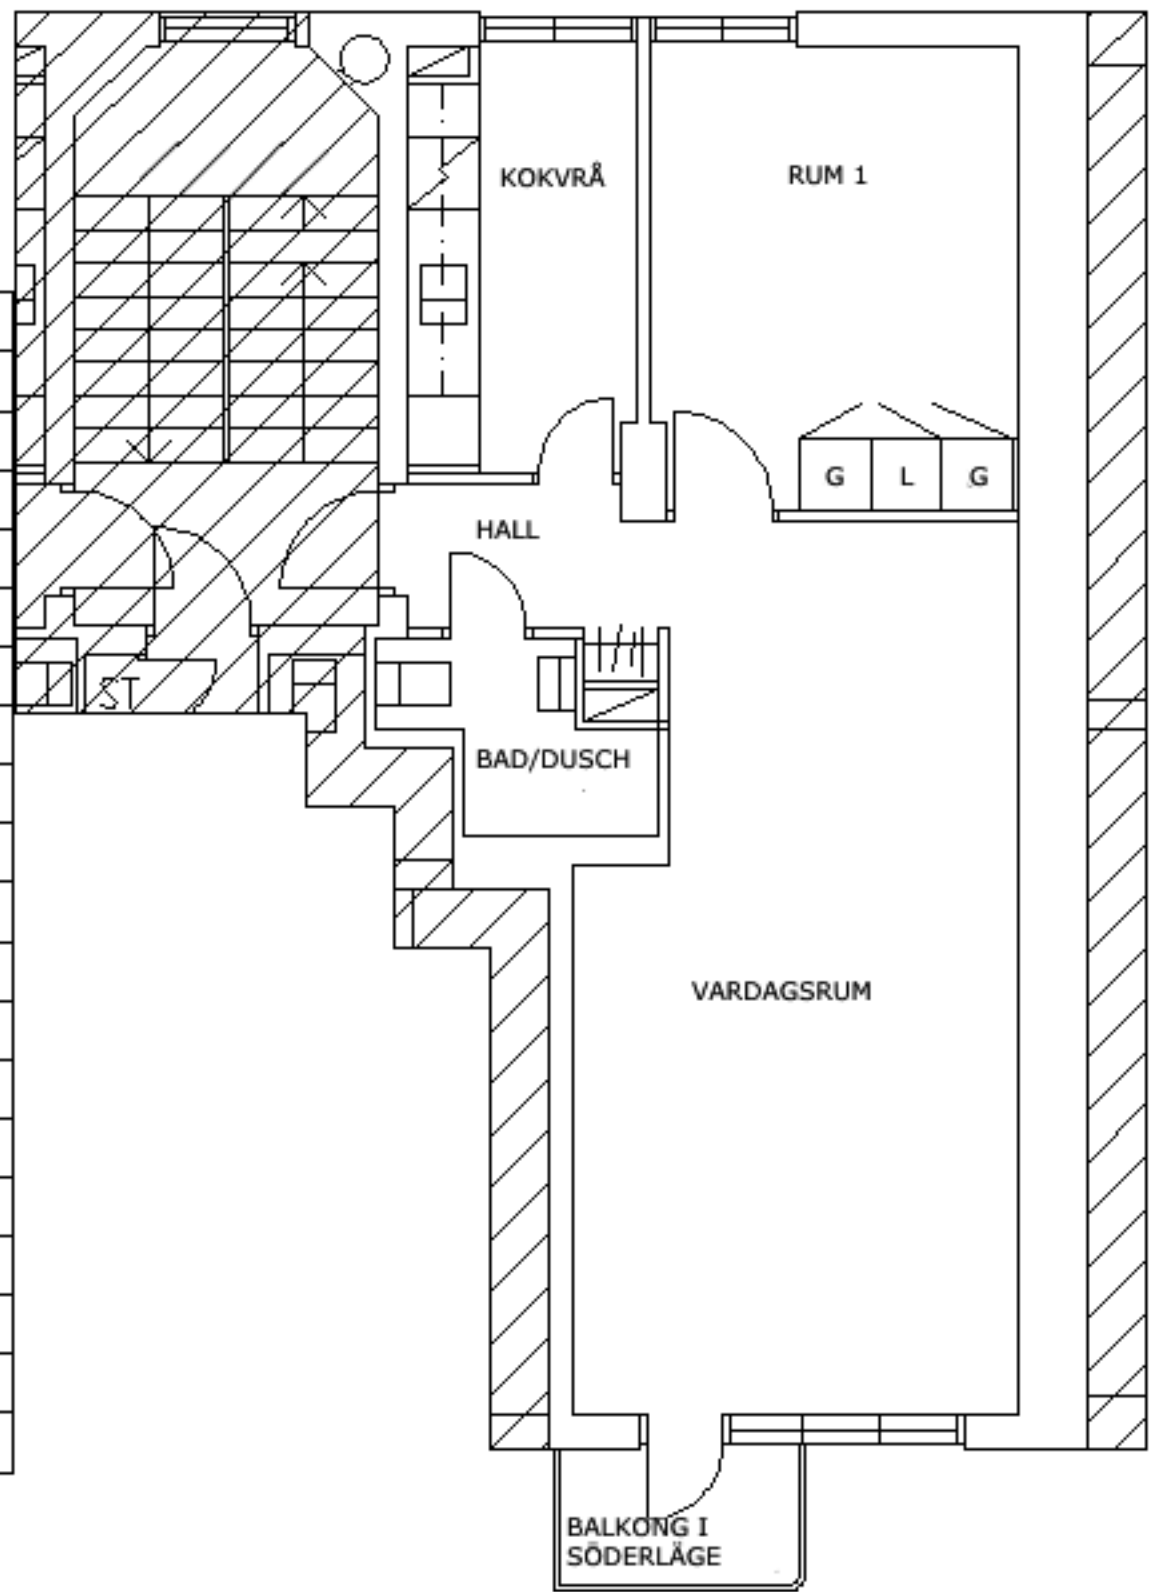 KOKVRÅ
RUM 1
G L G
HALL
ST
BAD/DUSCH
VARDAGSRUM
BALKONG I
SÖDERLÄGE